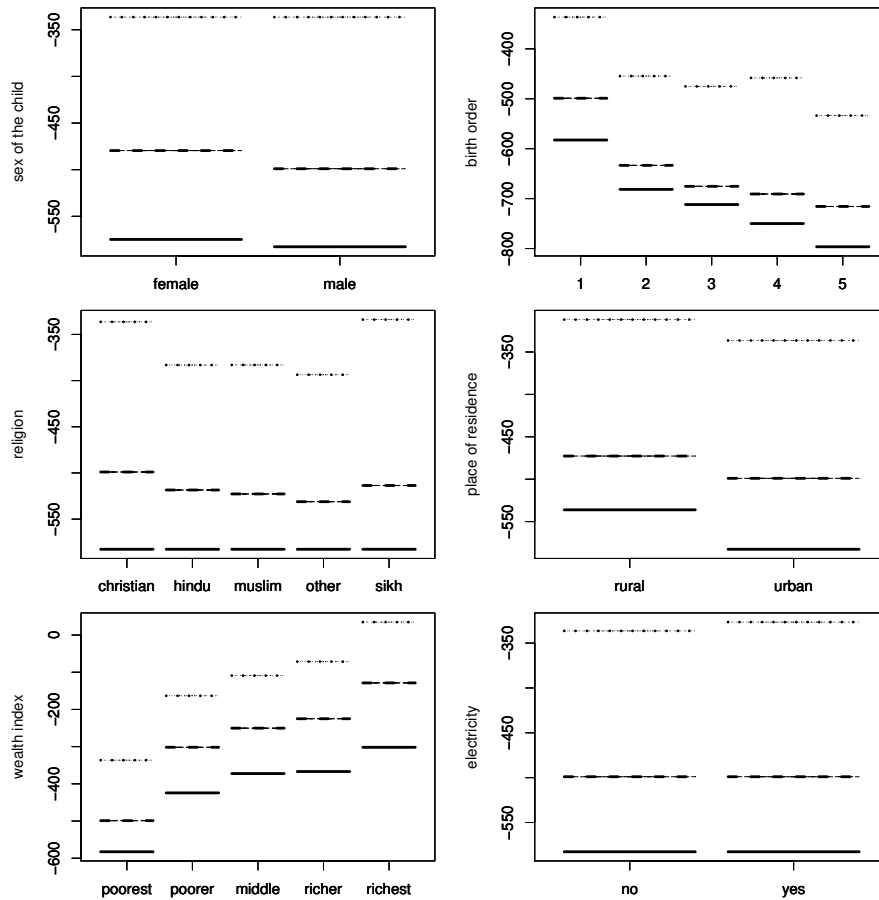 sex of the child
−350
−450
−550
female male
birth order
−400
−500
−600
−700
−800
1 2 3 4 5
religion
−350
−450
−550
christian hindu muslim other sikh
place of residence
−350
−450
−550
rural urban
wealth index
0
−200
−400
−600
poorest poorer middle richer richest
electricity
−350
−450
−550
no yes